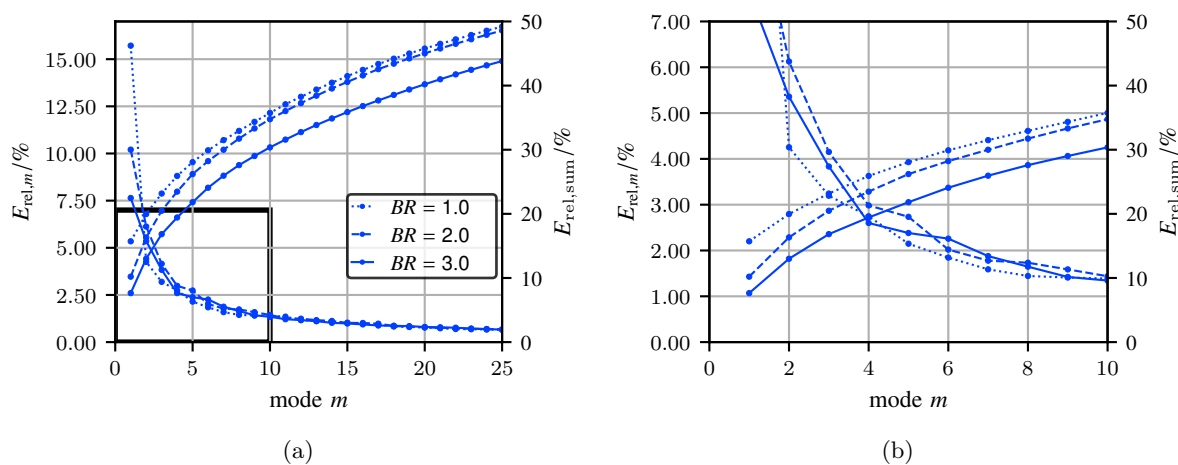 15.00
12.50
10.00
7.50
5.00
2.50
0.00
E_rel,m/%
50
40
30
20
10
0
E_rel,sum/%
BR = 1.0
BR = 2.0
BR = 3.0
0 5 10 15 20 25
mode m
(a)
7.00
6.00
5.00
4.00
3.00
2.00
1.00
0.00
E_rel,m/%
50
40
30
20
10
0
E_rel,sum/%
0 2 4 6 8 10
mode m
(b)